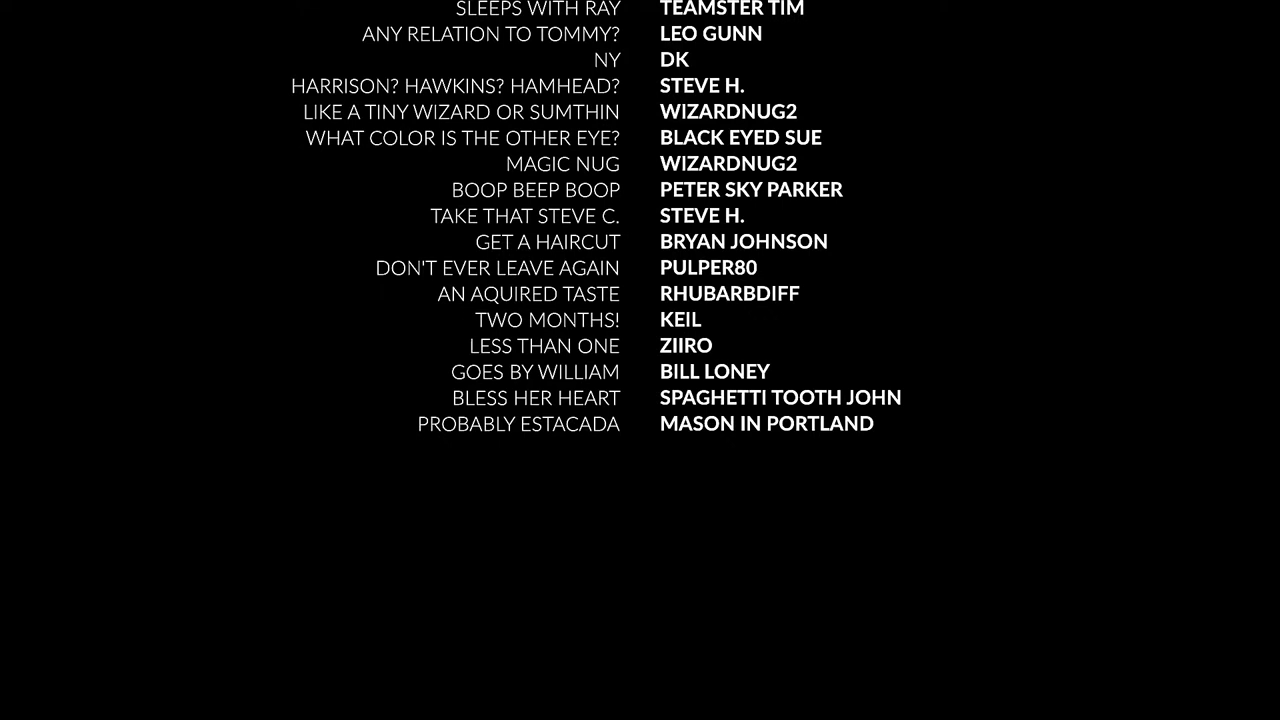 SLEEPS WITH RAY TEAMSTER TIM
ANY RELATION TO TOMMY? LEO GUNN
NY DK
HARRISON? HAWKINS? HAMHEAD? STEVE H.
LIKE A TINY WIZARD OR SUMTHIN WIZARDNUG2
WHAT COLOR IS THE OTHER EYE? BLACK EYED SUE
MAGIC NUG WIZARDNUG2
BOOP BEEP BOOP PETER SKY PARKER
TAKE THAT STEVE C. STEVE H.
GET A HAIRCUT BRYAN JOHNSON
DON'T EVER LEAVE AGAIN PULPER80
AN AQUIRED TASTE RHUBARBDIFF
TWO MONTHS! KEIL
LESS THAN ONE ZIIRO
GOES BY WILLIAM BILL LONEY
BLESS HER HEART SPAGHETTI TOOTH JOHN
PROBABLY ESTACADA MASON IN PORTLAND